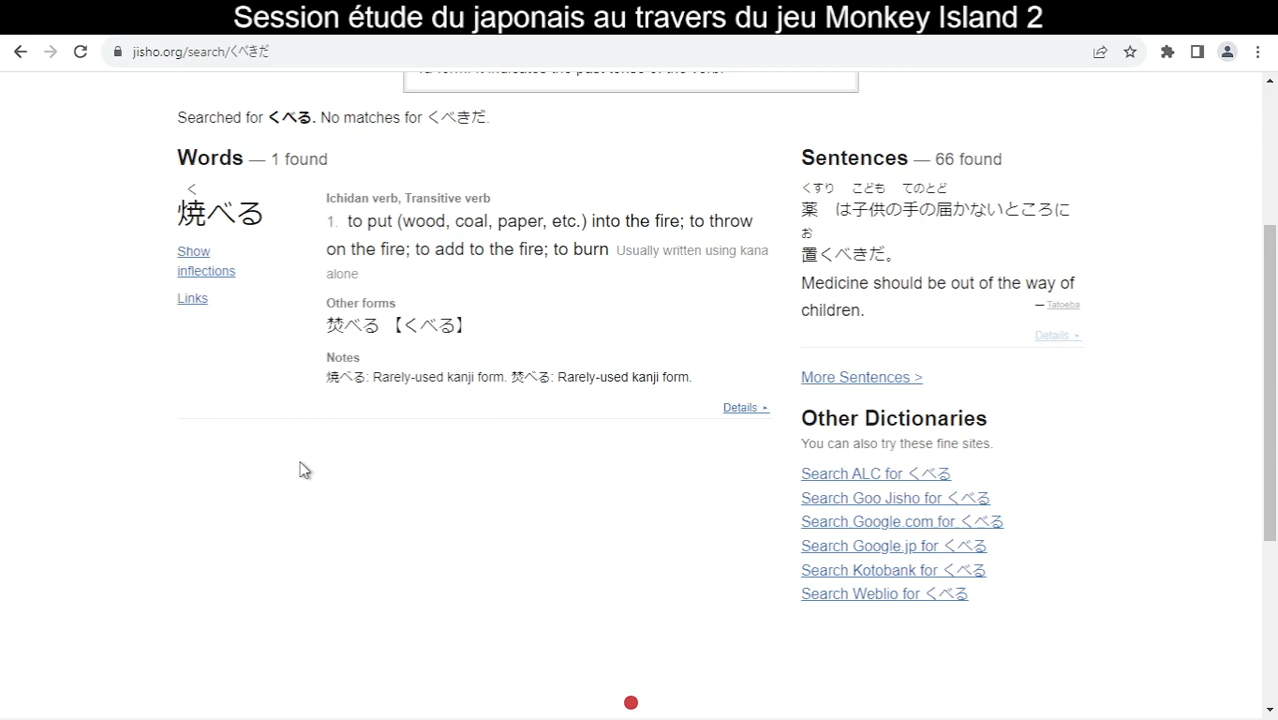 Session étude du japonais au travers du jeu Monkey Island 2
jisho.org/search/くべきだ
Searched for くべる. No matches for くべきだ.
Words — 1 found
く
焼べる
Show
inflections
Links
Ichidan verb, Transitive verb
1. to put (wood, coal, paper, etc.) into the fire; to throw
on the fire; to add to the fire; to burn Usually written using kana
alone
Other forms
焚べる 【くべる】
Notes
焼べる: Rarely-used kanji form. 焚べる: Rarely-used kanji form.
Details ▸
Sentences — 66 found
くすり こども てのとど
薬 は子供の手の届かないところに
お
置くべきだ。
Medicine should be out of the way of
children.
— Tatoeba
Details ▸
More Sentences >
Other Dictionaries
You can also try these fine sites.
Search ALC for くべる
Search Goo Jisho for くべる
Search Google.com for くべる
Search Google.jp for くべる
Search Kotobank for くべる
Search Weblio for くべる